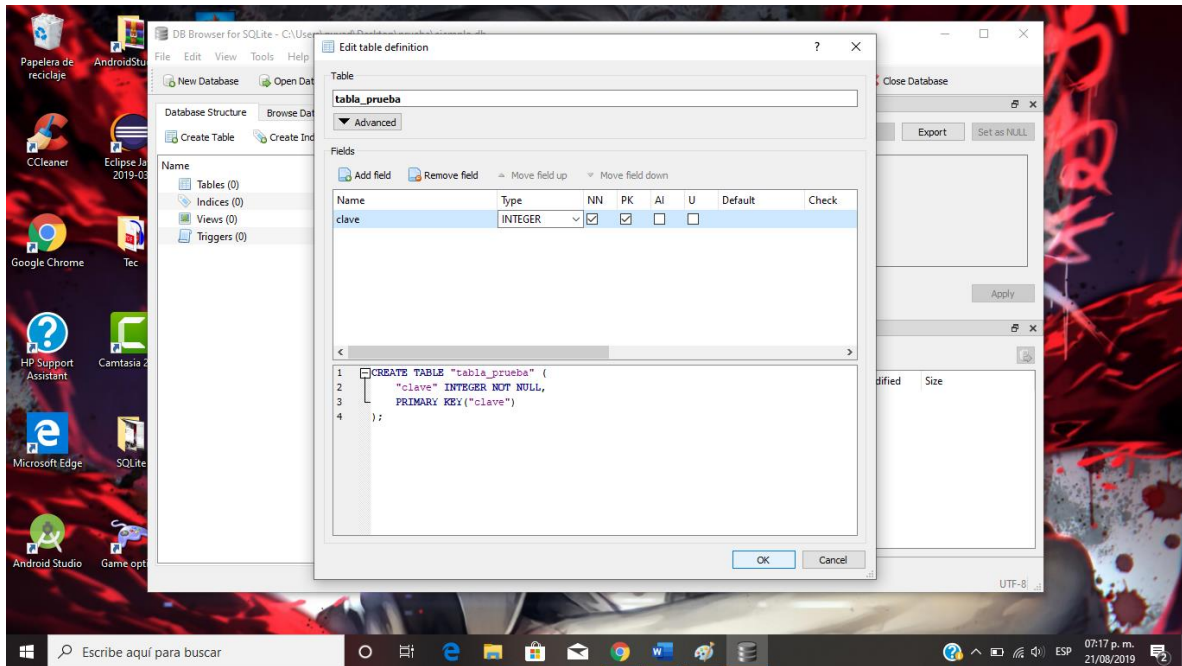 Papelera de
reciclaje
AndroidStu
CCleaner
Eclipse Ja
2019-03
Google Chrome
Tec
HP Support
Assistant
Camtasia 2
Microsoft Edge
SQLite
Android Studio
Game opti
DB Browser for SQLite - C:\User
File Edit View Tools Help
New Database Open Dat
Close Database
Database Structure Browse Dat
Create Table Create Ind
Name
Tables (0)
Indices (0)
Views (0)
Triggers (0)
Export Set as NULL
Apply
dified Size
UTF-8
Edit table definition
? ×
Table
tabla_prueba
Advanced
Fields
Add field Remove field Move field up Move field down
Name Type NN PK AI U Default Check
clave INTEGER
1 CREATE TABLE "tabla_prueba" (
2 "clave" INTEGER NOT NULL,
3 PRIMARY KEY("clave")
4 );
OK Cancel
Escribe aquí para buscar
ESP
07:17 p. m.
21/08/2019
2